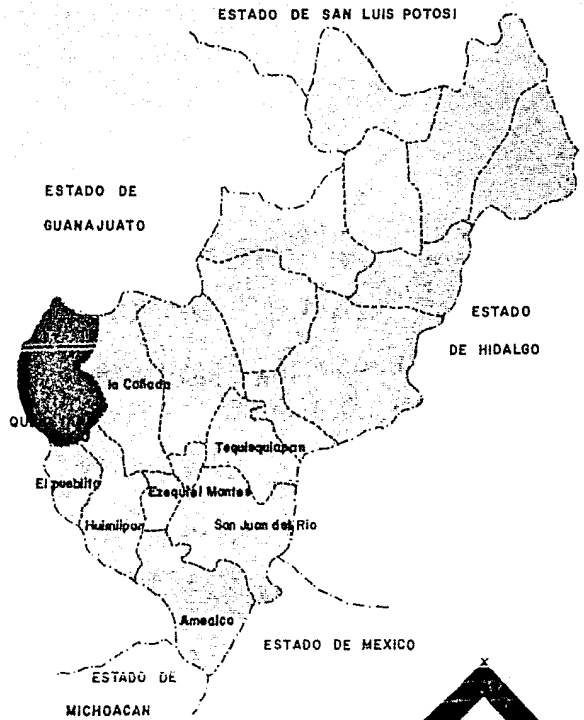 ESTADO DE SAN LUIS POTOSI
ESTADO DE
GUANAJUATO
ESTADO
DE HIDALGO
la Cañada
Tequisquiapan
El pueblito
Ezequiel Montes
Huimilpan
San Juan del Rio
Amealco
ESTADO DE MEXICO
ESTADO DE
MICHOACAN